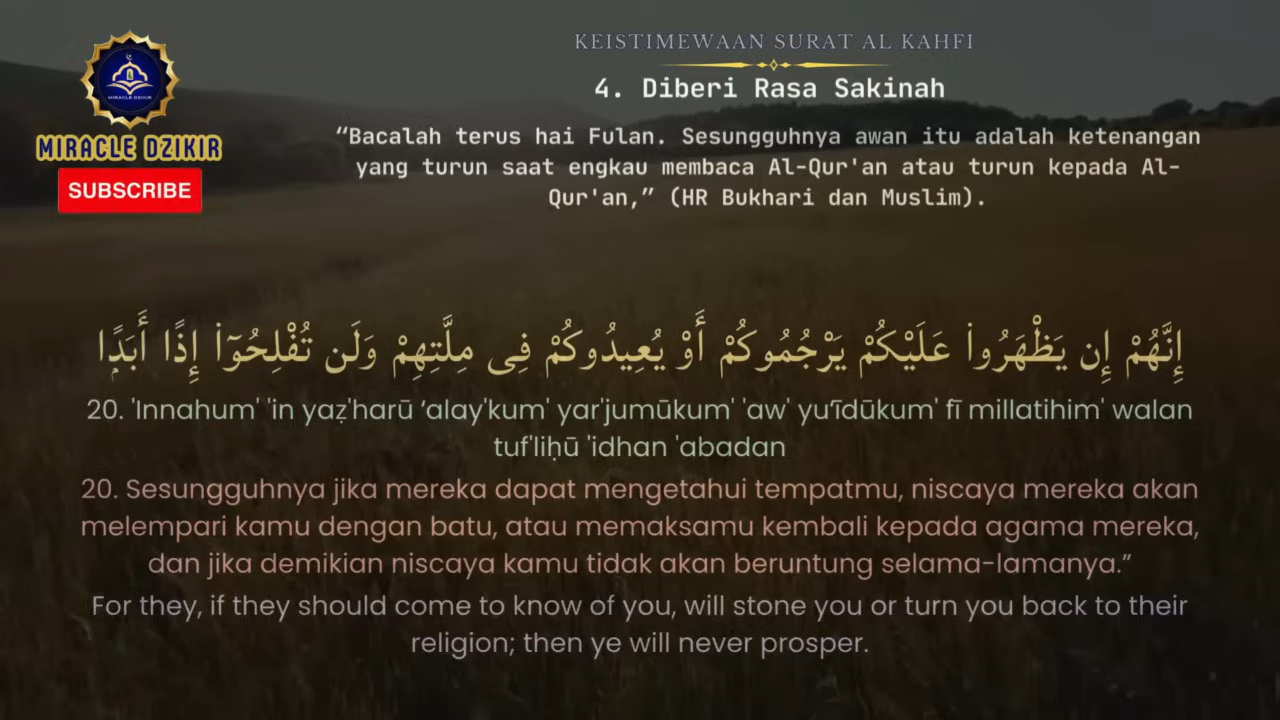 KEISTIMEWAAN SURAT AL KAHFI
4. Diberi Rasa Sakinah
“Bacalah terus hai Fulan. Sesungguhnya awan itu adalah ketenangan
yang turun saat engkau membaca Al-Qur'an atau turun kepada Al-
Qur'an,” (HR Bukhari dan Muslim).
MIRACLE DZIKIR
MIRACLE DZIKIR
SUBSCRIBE
إِنَّهُمْ إِن يَظْهَرُوا۟ عَلَيْكُمْ يَرْجُمُوكُمْ أَوْ يُعِيدُوكُمْ فِى مِلَّتِهِمْ وَلَن تُفْلِحُوٓا۟ إِذًا أَبَدًۭا
20. 'Innahum' 'in yaẓ'harū ‘alay'kum' yar'jumūkum' 'aw' yu‘īdūkum' fī millatihim' walan
tuf'liḥū 'idhan 'abadan
20. Sesungguhnya jika mereka dapat mengetahui tempatmu, niscaya mereka akan
melempari kamu dengan batu, atau memaksamu kembali kepada agama mereka,
dan jika demikian niscaya kamu tidak akan beruntung selama-lamanya.”
For they, if they should come to know of you, will stone you or turn you back to their
religion; then ye will never prosper.